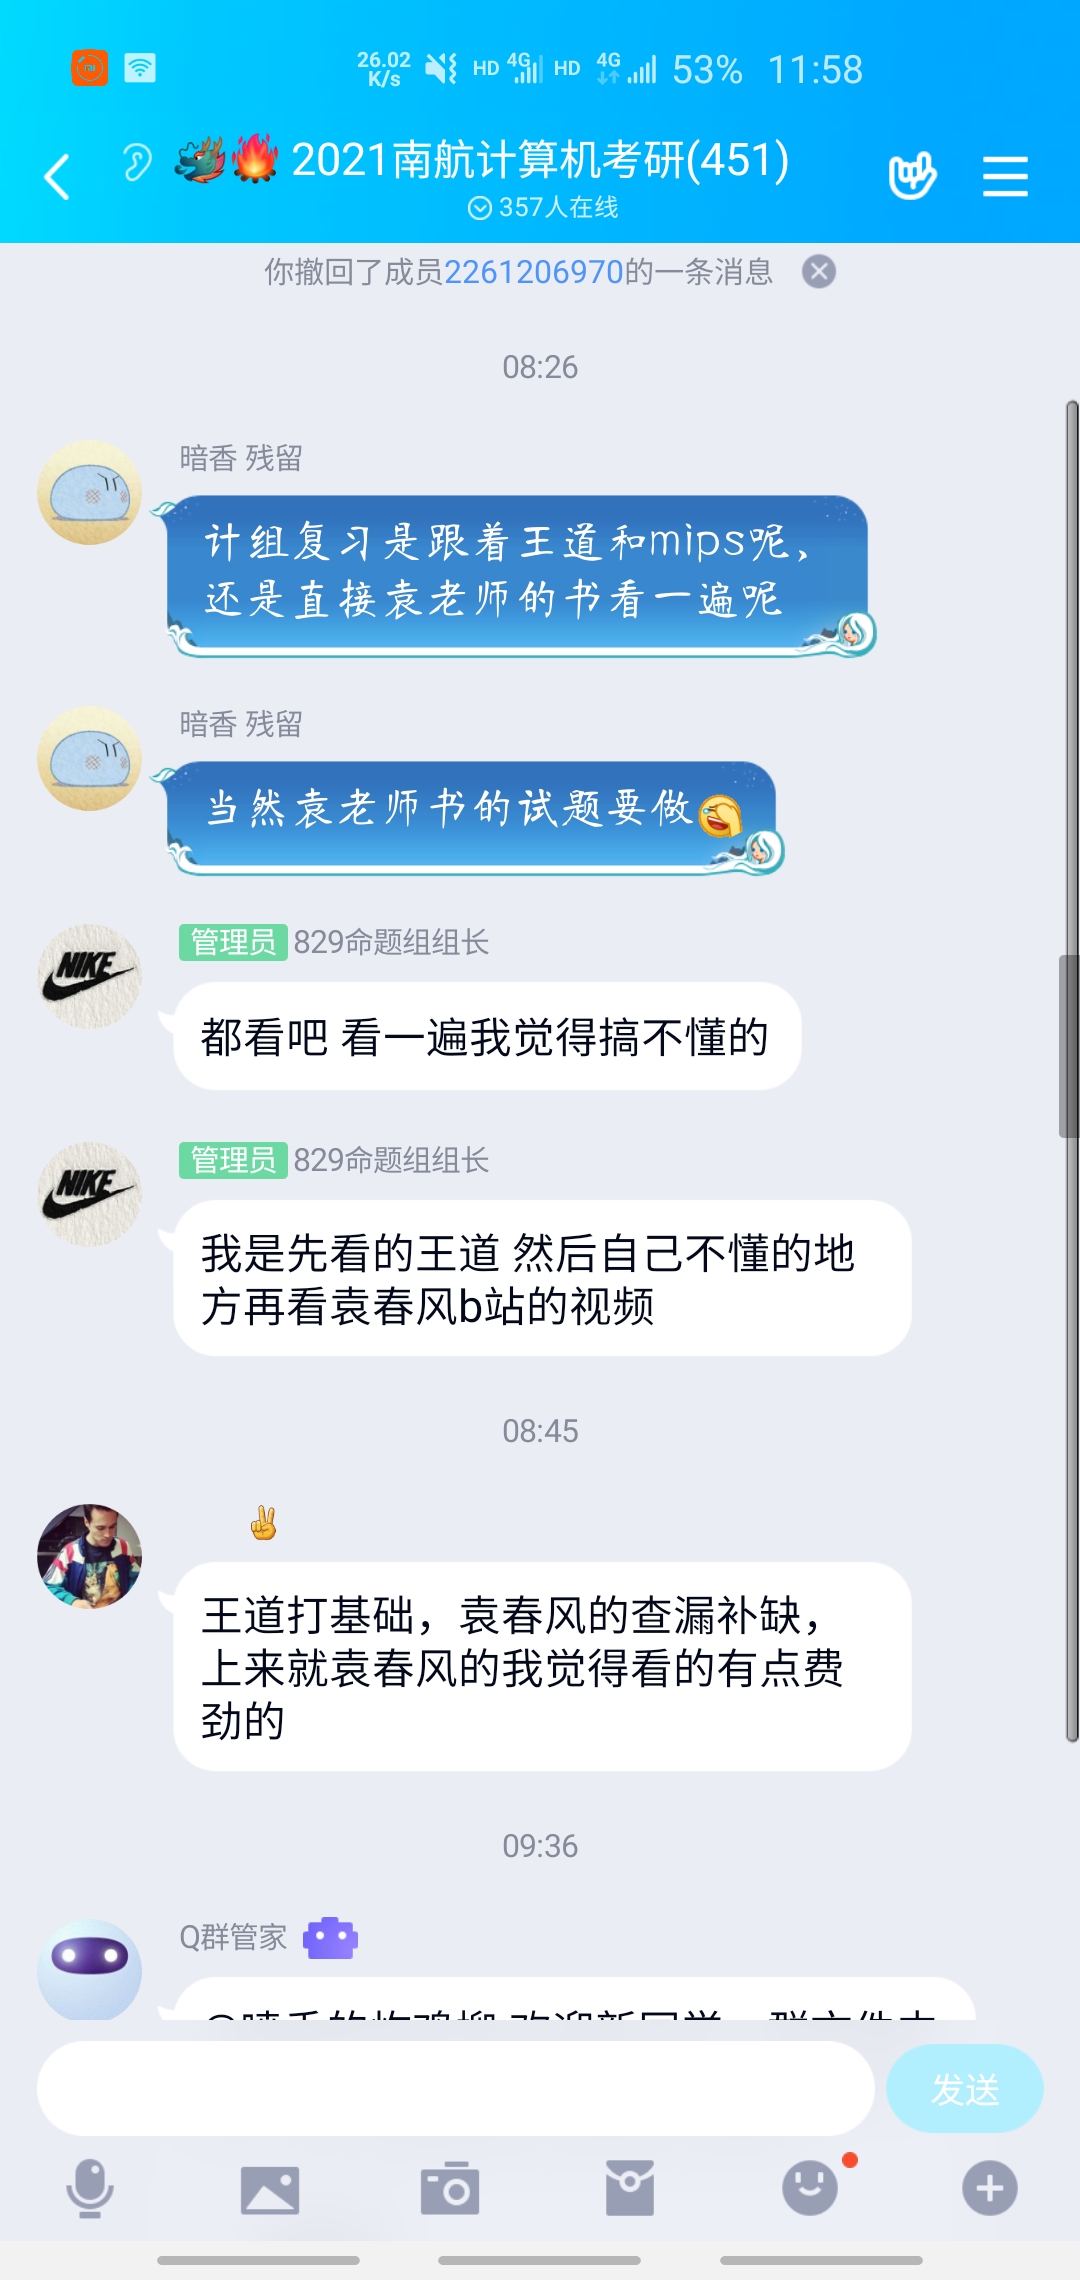 26.02 K/s HD 4G HD 4G 53% 11:58
2021南航计算机考研(451)
357人在线
你撤回了成员2261206970的一条消息
08:26
暗香 残留
计组复习是跟着王道和mips呢，
还是直接袁老师的书看一遍呢
暗香 残留
当然袁老师书的试题要做
NIKE
管理员 829命题组组长
都看吧 看一遍我觉得搞不懂的
NIKE
管理员 829命题组组长
我是先看的王道 然后自己不懂的地
方再看袁春风b站的视频
08:45
王道打基础，袁春风的查漏补缺，
上来就袁春风的我觉得看的有点费
劲的
09:36
Q群管家
发送